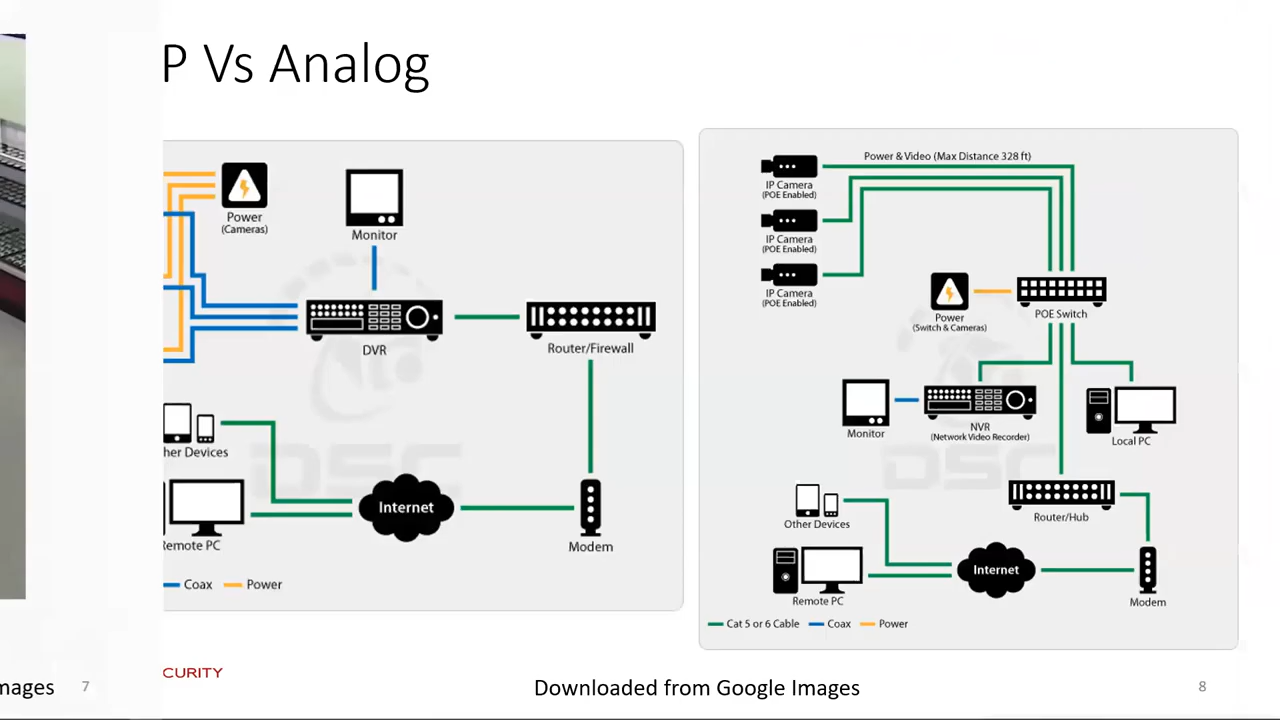 P Vs Analog
Power
(Cameras)
Monitor
DVR
Router/Firewall
her Devices
Remote PC
Internet
Modem
Coax
Power
Power & Video (Max Distance 328 ft)
IP Camera
(POE Enabled)
IP Camera
(POE Enabled)
IP Camera
(POE Enabled)
Power
(Switch & Cameras)
POE Switch
Monitor
NVR
(Network Video Recorder)
Local PC
Other Devices
Router/Hub
Remote PC
Internet
Modem
Cat 5 or 6 Cable
Coax
Power
DSC
DSC
CURITY
mages
7
Downloaded from Google Images
8